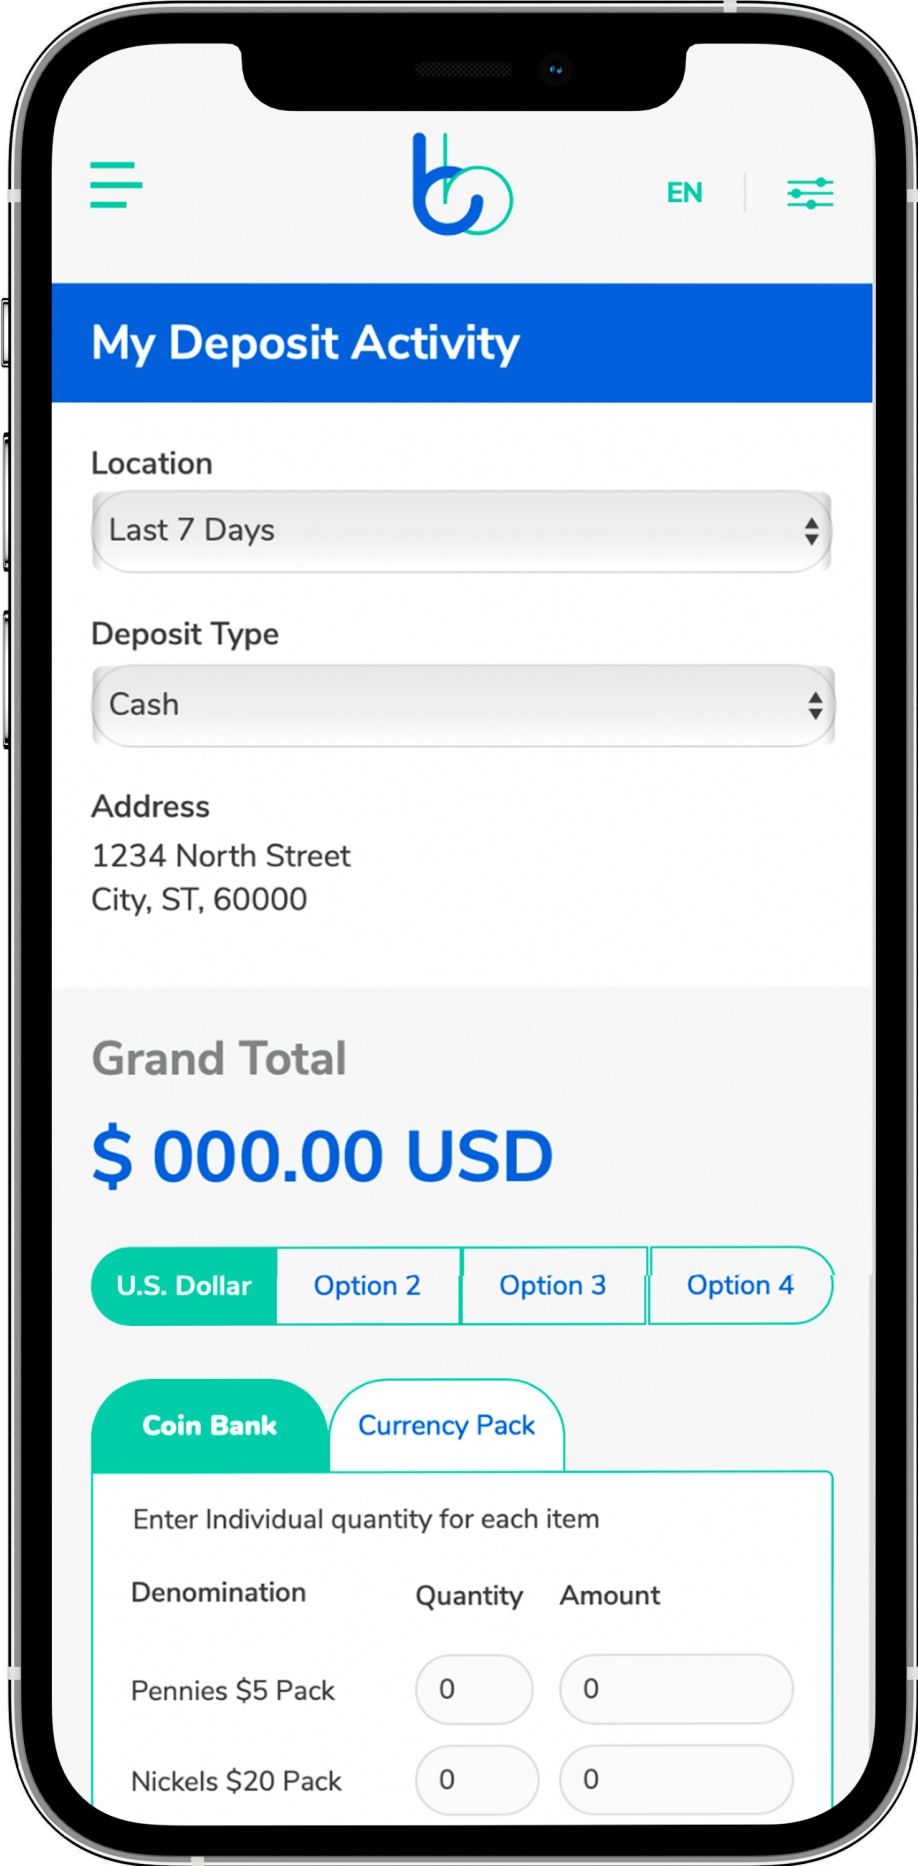 EN
My Deposit Activity
Location
Last 7 Days
Deposit Type
Cash
Address
1234 North Street
City, ST, 60000
Grand Total
$ 000.00 USD
U.S. Dollar Option 2 Option 3 Option 4
Coin Bank Currency Pack
Enter Individual quantity for each item
Denomination Quantity Amount
Pennies $5 Pack 0 0
Nickels $20 Pack 0 0